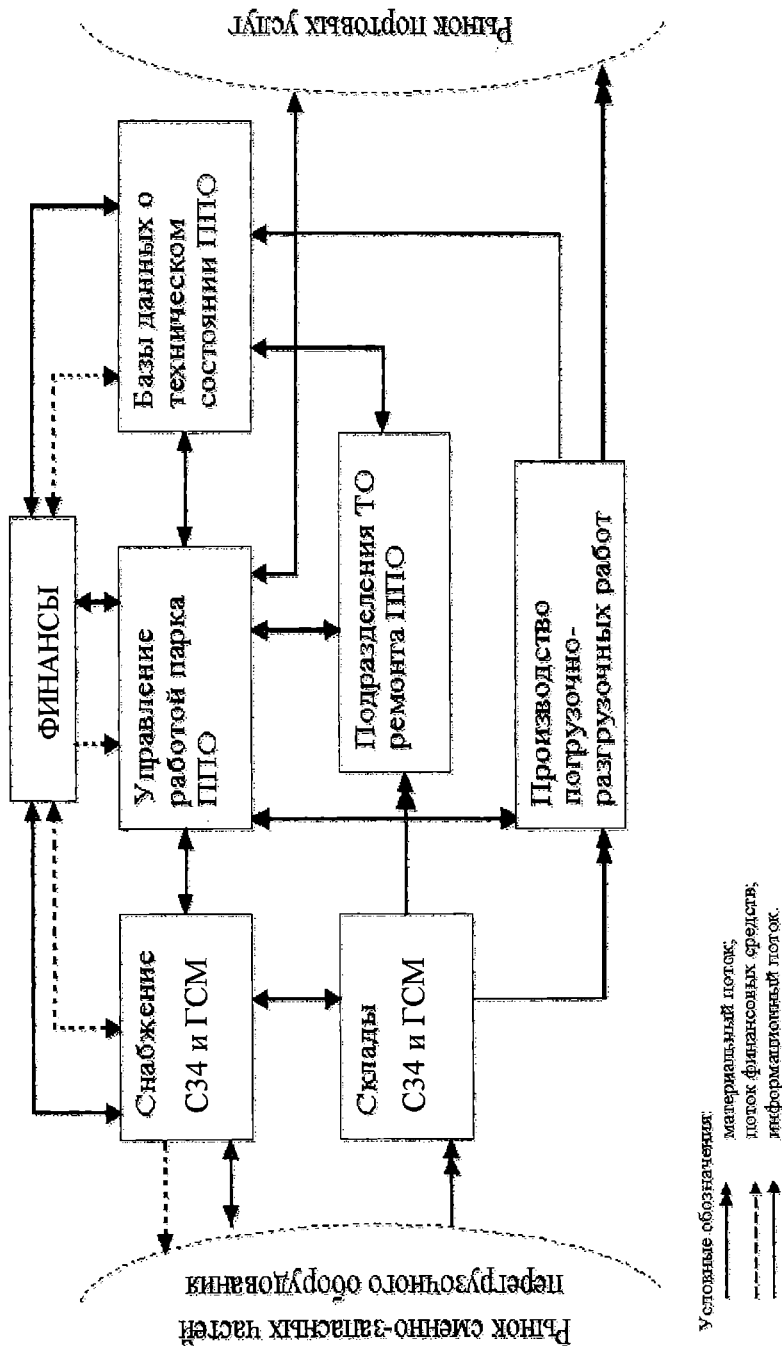 ФИНАНСЫ
Снабжение
СЗ4 и ГСМ
Управление
работой парка
ППО
Базы данных о
техническом
состоянии ППО
Склады
СЗ4 и ГСМ
Подразделения ТО
ремонта ППО
Производство
погрузочно-
разгрузочных работ
Рынок сменно-запасных частей
перегрузочного оборудования
Рынок портовых услуг
Условные обозначения:
материальный поток;
поток финансовых средств;
информационный поток.